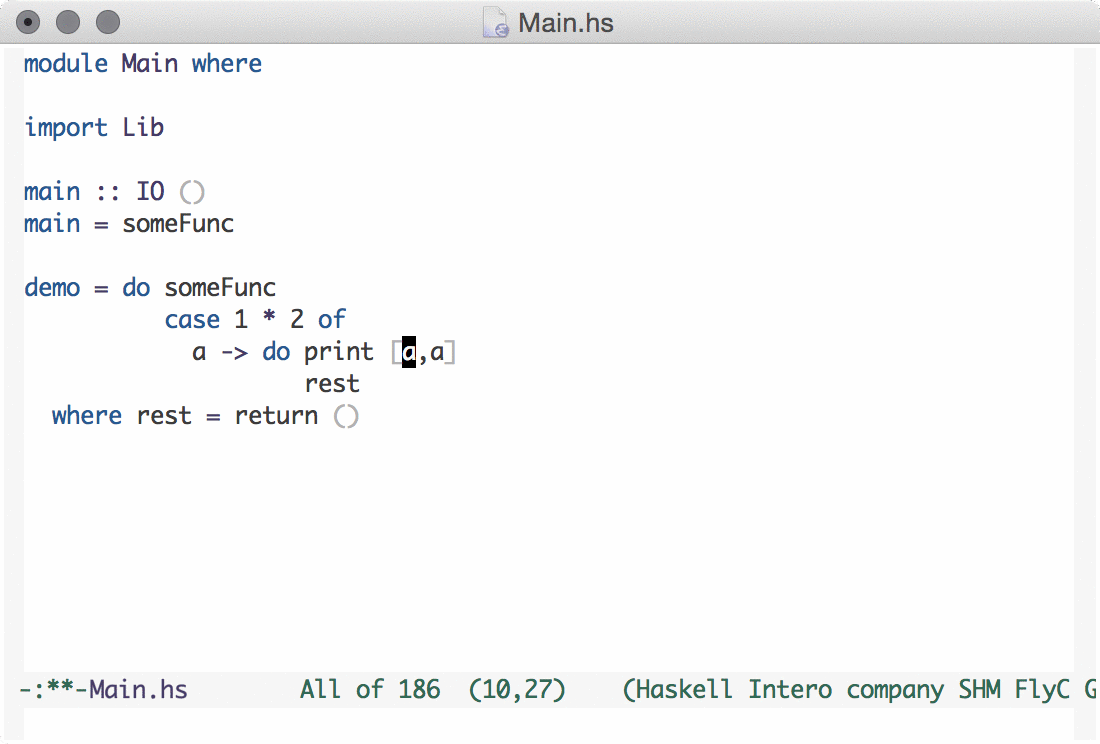 Main.hs
module Main where
import Lib
main :: IO ()
main = someFunc
demo = do someFunc
          case 1 * 2 of
            a -> do print [a,a]
                    rest
  where rest = return ()
-:**-Main.hs        All of 186  (10,27)    (Haskell Intero company SHM FlyC G